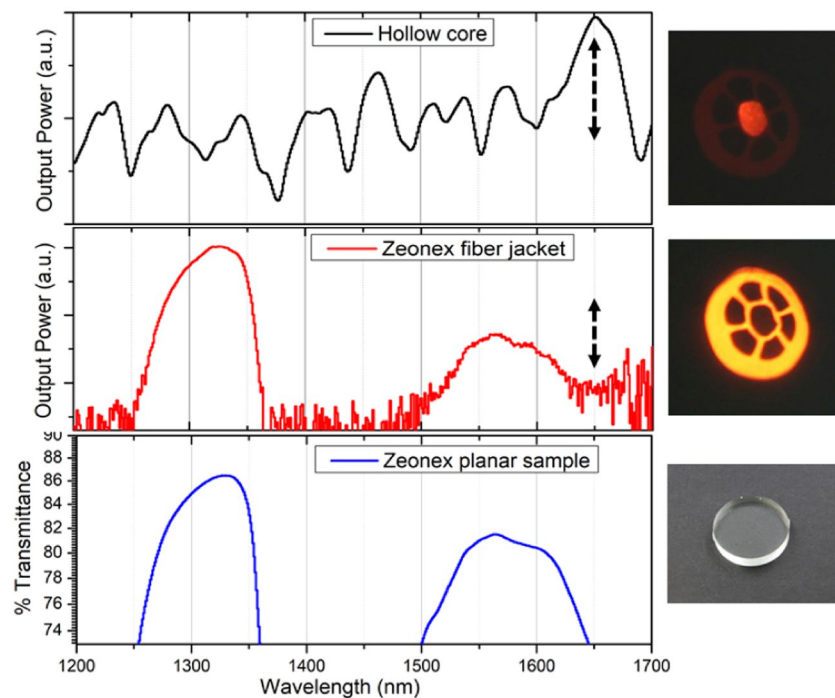 Output Power (a.u.)
Hollow core
Output Power (a.u.)
Zeonex fiber jacket
% Transmittance
90
88
86
84
82
80
78
76
74
Zeonex planar sample
1200 1300 1400 1500 1600 1700
Wavelength (nm)